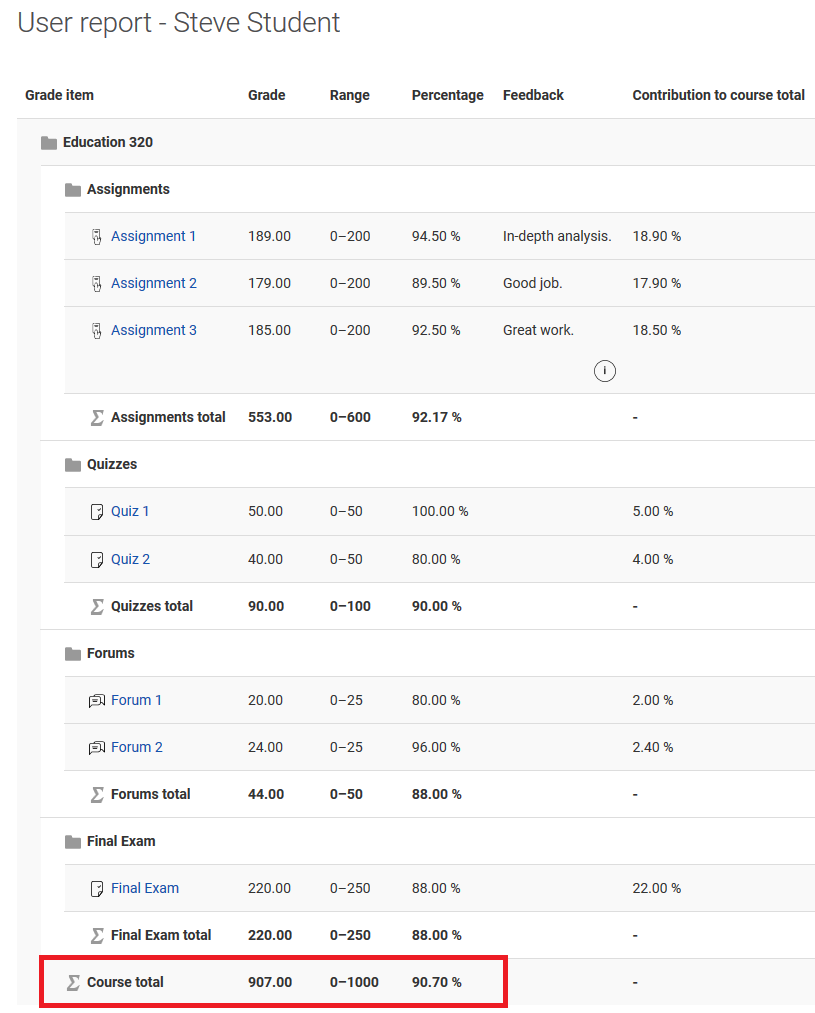 User report - Steve Student
Grade item Grade Range Percentage Feedback Contribution to course total
Education 320
Assignments
Assignment 1 189.00 0–200 94.50 % In-depth analysis. 18.90 %
Assignment 2 179.00 0–200 89.50 % Good job. 17.90 %
Assignment 3 185.00 0–200 92.50 % Great work. 18.50 %
i
Σ Assignments total 553.00 0–600 92.17 % -
Quizzes
Quiz 1 50.00 0–50 100.00 % 5.00 %
Quiz 2 40.00 0–50 80.00 % 4.00 %
Σ Quizzes total 90.00 0–100 90.00 % -
Forums
Forum 1 20.00 0–25 80.00 % 2.00 %
Forum 2 24.00 0–25 96.00 % 2.40 %
Σ Forums total 44.00 0–50 88.00 % -
Final Exam
Final Exam 220.00 0–250 88.00 % 22.00 %
Σ Final Exam total 220.00 0–250 88.00 % -
Σ Course total 907.00 0–1000 90.70 % -